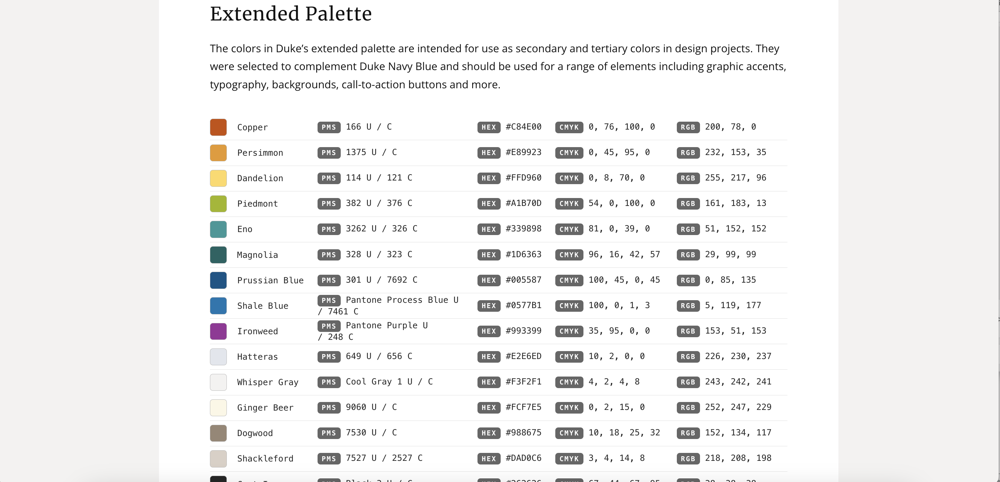 Extended Palette
The colors in Duke’s extended palette are intended for use as secondary and tertiary colors in design projects. They
were selected to complement Duke Navy Blue and should be used for a range of elements including graphic accents,
typography, backgrounds, call-to-action buttons and more.
Copper PMS 166 U / C HEX #C84E00 CMYK 0, 76, 100, 0 RGB 200, 78, 0
Persimmon PMS 1375 U / C HEX #E89923 CMYK 0, 45, 95, 0 RGB 232, 153, 35
Dandelion PMS 114 U / 121 C HEX #FFD960 CMYK 0, 8, 70, 0 RGB 255, 217, 96
Piedmont PMS 382 U / 376 C HEX #A1B70D CMYK 54, 0, 100, 0 RGB 161, 183, 13
Eno PMS 3262 U / 326 C HEX #339898 CMYK 81, 0, 39, 0 RGB 51, 152, 152
Magnolia PMS 328 U / 323 C HEX #1D6363 CMYK 96, 16, 42, 57 RGB 29, 99, 99
Prussian Blue PMS 301 U / 7692 C HEX #005587 CMYK 100, 45, 0, 45 RGB 0, 85, 135
Shale Blue PMS Pantone Process Blue U / 7461 C HEX #0577B1 CMYK 100, 0, 1, 3 RGB 5, 119, 177
Ironweed PMS Pantone Purple U / 248 C HEX #993399 CMYK 35, 95, 0, 0 RGB 153, 51, 153
Hatteras PMS 649 U / 656 C HEX #E2E6ED CMYK 10, 2, 0, 0 RGB 226, 230, 237
Whisper Gray PMS Cool Gray 1 U / C HEX #F3F2F1 CMYK 4, 2, 4, 8 RGB 243, 242, 241
Ginger Beer PMS 9060 U / C HEX #FCF7E5 CMYK 0, 2, 15, 0 RGB 252, 247, 229
Dogwood PMS 7530 U / C HEX #988675 CMYK 10, 18, 25, 32 RGB 152, 134, 117
Shackleford PMS 7527 U / 2527 C HEX #DAD0C6 CMYK 3, 4, 14, 8 RGB 218, 208, 198